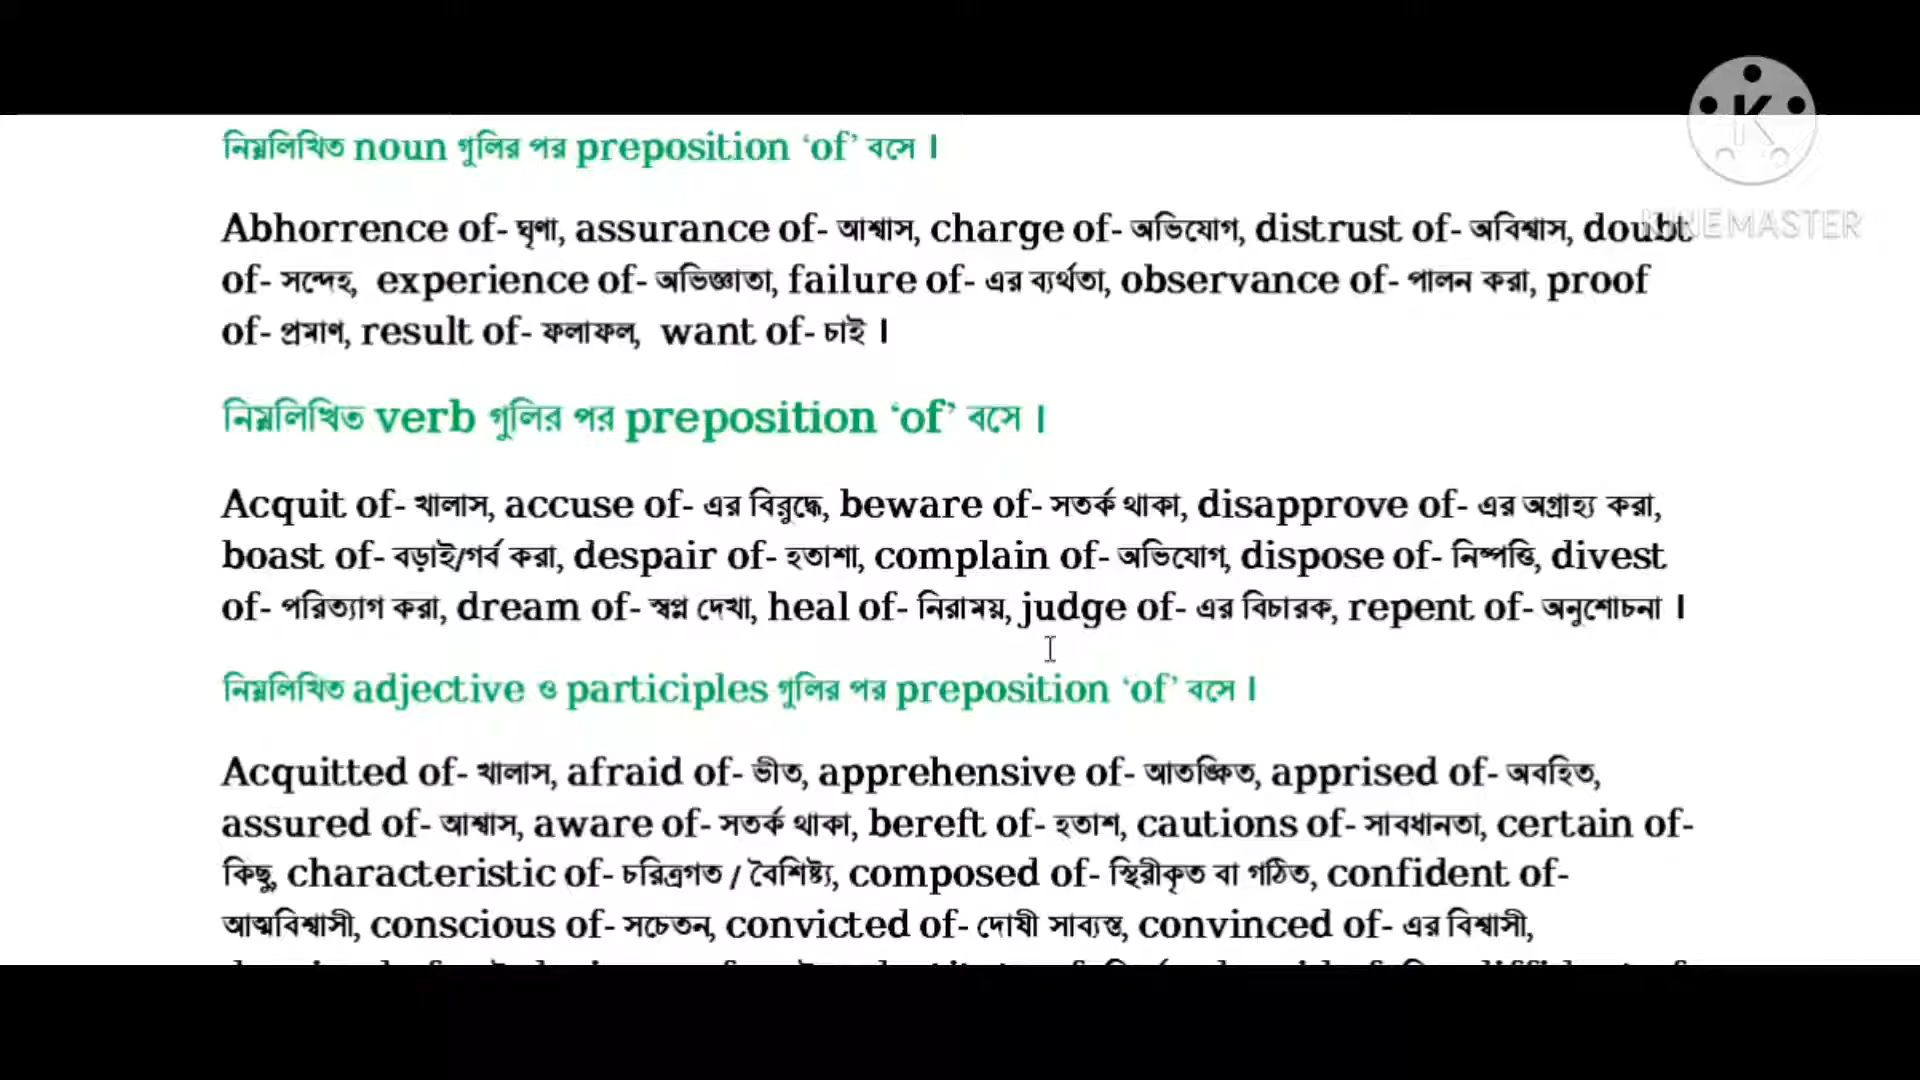 নিম্নলিখিত noun গুলির পর preposition ‘of’ বসে ।
Abhorrence of- ঘৃণা, assurance of- আশ্বাস, charge of- অভিযোগ, distrust of- অবিশ্বাস, doubt
of- সন্দেহ, experience of- অভিজ্ঞাতা, failure of- এর ব্যর্থতা, observance of- পালন করা, proof
of- প্রমাণ, result of- ফলাফল, want of- চাই ।
নিম্নলিখিত verb গুলির পর preposition ‘of’ বসে ।
Acquit of- খালাস, accuse of- এর বিরুদ্ধে, beware of- সতর্ক থাকা, disapprove of- এর অগ্রাহ্য করা,
boast of- বড়াই/গর্ব করা, despair of- হতাশা, complain of- অভিযোগ, dispose of- নিষ্পত্তি, divest
of- পরিত্যাগ করা, dream of- স্বপ্ন দেখা, heal of- নিরাময়, judge of- এর বিচারক, repent of- অনুশোচনা ।
নিম্নলিখিত adjective ও participles গুলির পর preposition ‘of’ বসে ।
Acquitted of- খালাস, afraid of- ভীত, apprehensive of- আতঙ্কিত, apprised of- অবহিত,
assured of- আশ্বাস, aware of- সতর্ক থাকা, bereft of- হতাশ, cautions of- সাবধানতা, certain of-
কিছু, characteristic of- চরিত্রগত / বৈশিষ্ট্য, composed of- স্থিরীকৃত বা গঠিত, confident of-
আত্মবিশ্বাসী, conscious of- সচেতন, convicted of- দোষী সাব্যস্ত, convinced of- এর বিশ্বাসী,
K
KINEMASTER